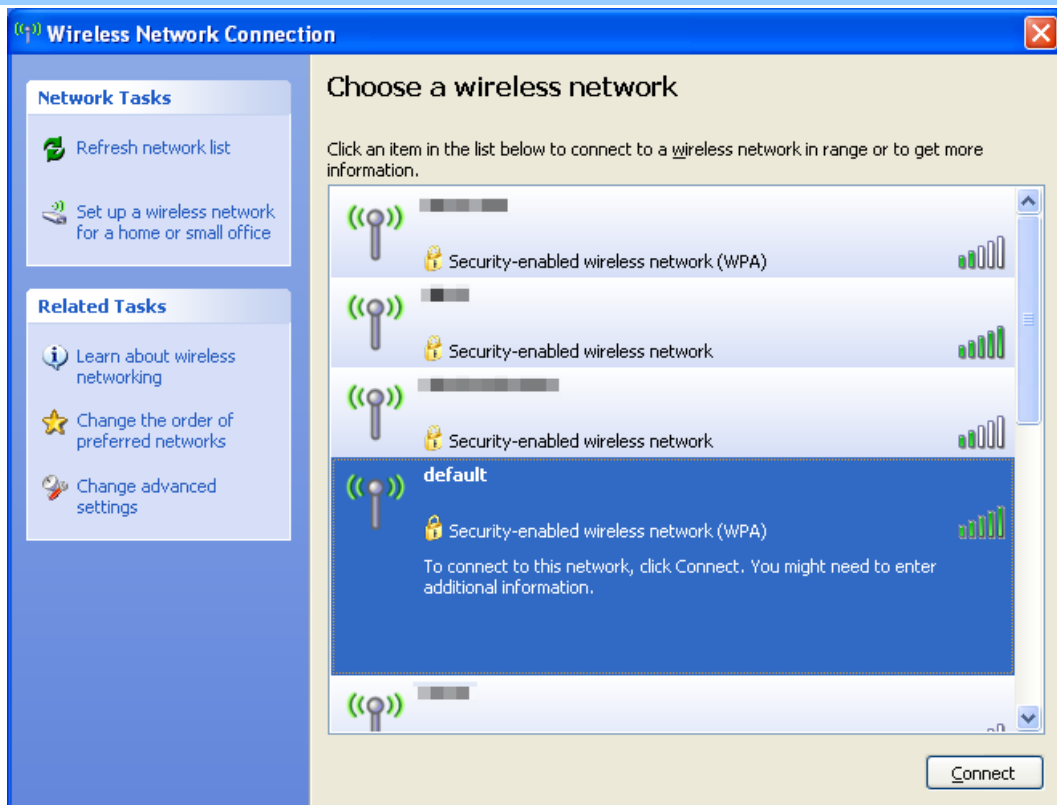 Wireless Network Connection
Network Tasks
Refresh network list
Set up a wireless network
for a home or small office
Related Tasks
Learn about wireless
networking
Change the order of
preferred networks
Change advanced
settings
Choose a wireless network
Click an item in the list below to connect to a wireless network in range or to get more
information.
Security-enabled wireless network (WPA)
Security-enabled wireless network
Security-enabled wireless network
default
Security-enabled wireless network (WPA)
To connect to this network, click Connect. You might need to enter
additional information.
Connect